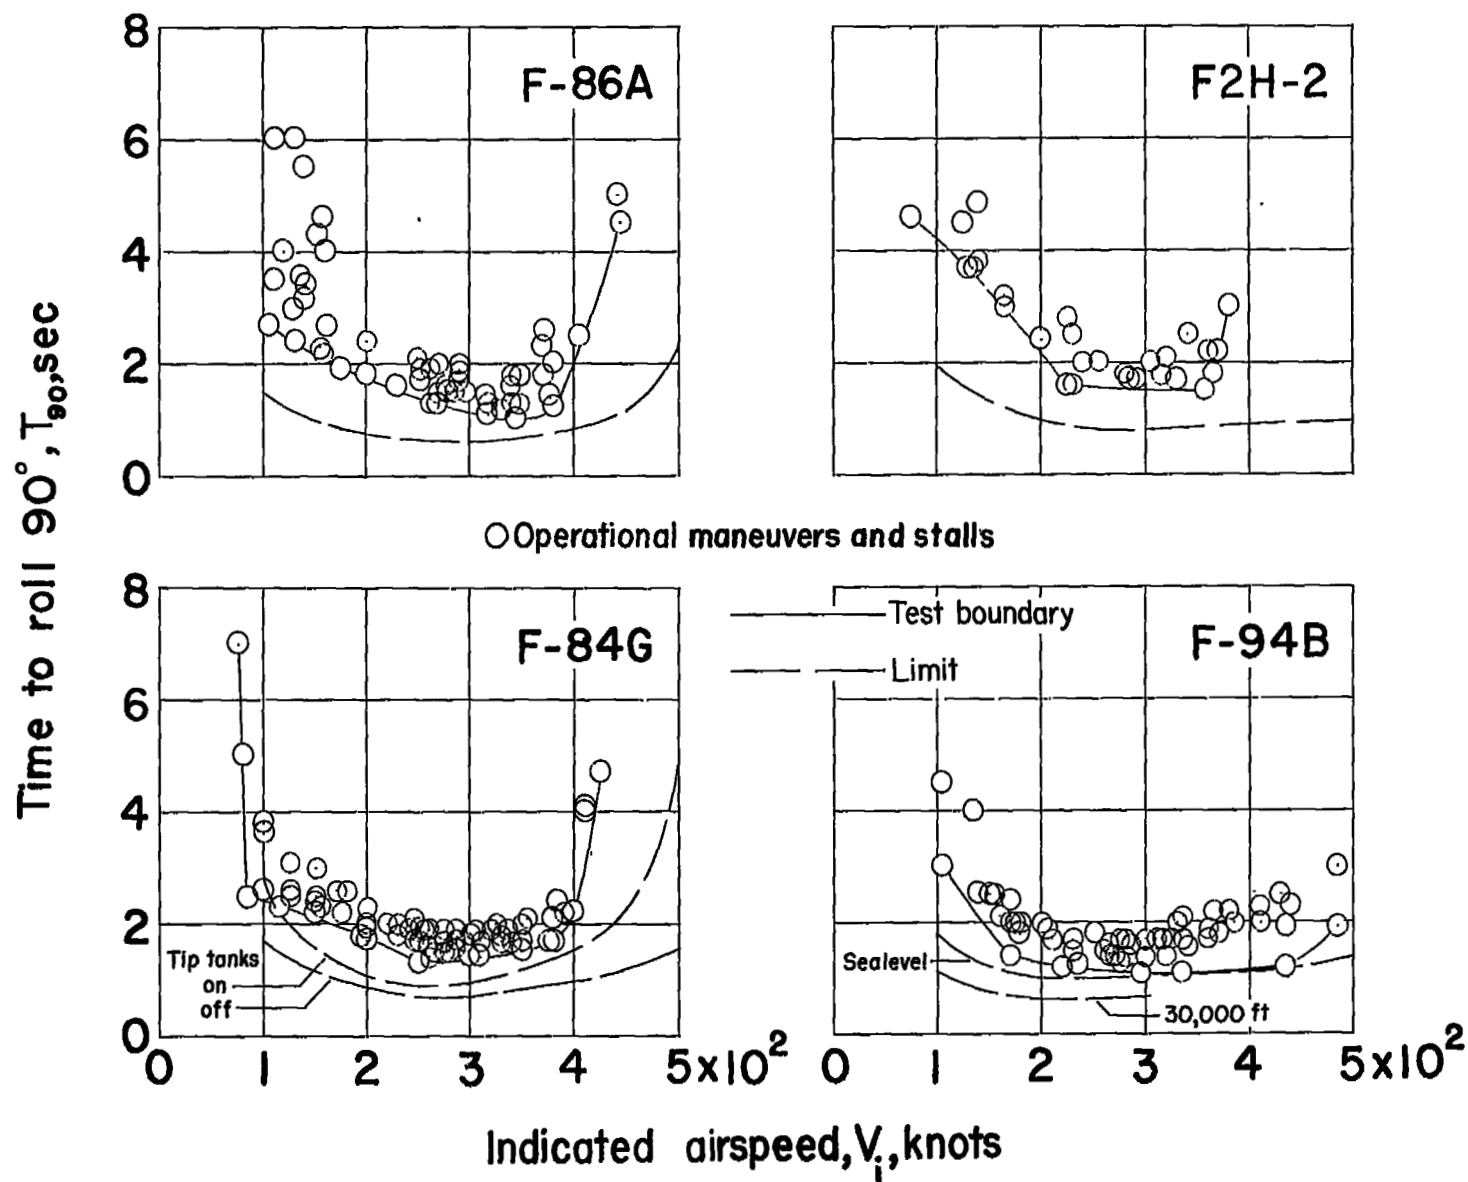 8
6
4
2
0
F-86A
F2H-2
Time to roll 90°, T90, sec
Operational maneuvers and stalls
8
6
4
2
0
F-84G
Test boundary
Limit
F-94B
Tip tanks
on
off
Sea level
30,000 ft
0 1 2 3 4 5x10²
0 1 2 3 4 5x10²
Indicated airspeed, Vi, knots